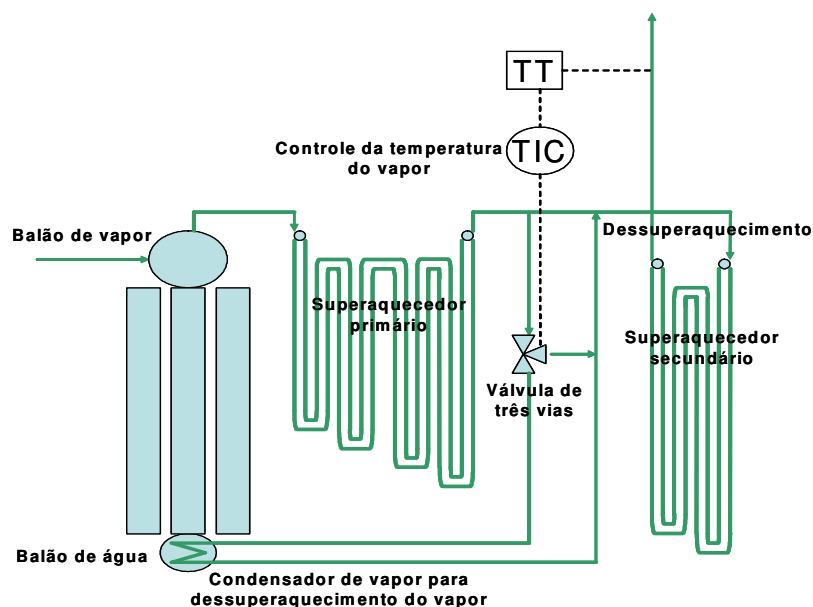 TT
Controle da temperatura
do vapor
TIC
Balão de vapor
Dessuperaquecimento
Superaquecedor
primário
Superaquecedor
secundário
Válvula de
três vias
Balão de água
Condensador de vapor para
dessuperaquecimento do vapor